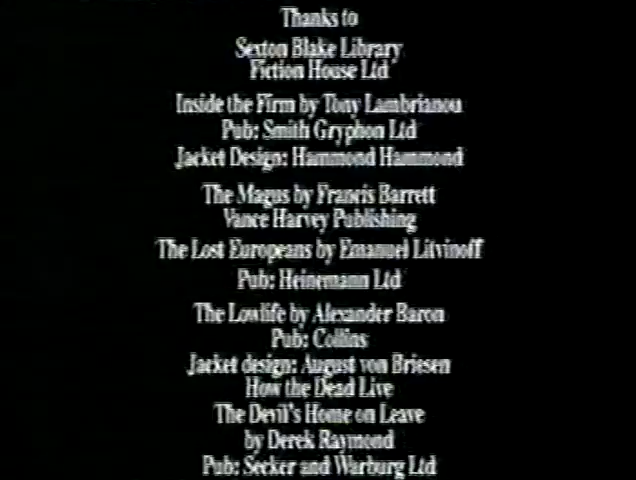 Thanks to
Sexton Blake Library
Fiction House Ltd
Inside the Firm by Tony Lambrianou
Pub: Smith Gryphon Ltd
Jacket Design: Hammond Hammond
The Magus by Francis Barrett
Vance Harvey Publishing
The Lost Europeans by Emanuel Litvinoff
Pub: Heinemann Ltd
The Lowlife by Alexander Baron
Pub: Collins
Jacket design: August von Briesen
How the Dead Live
The Devil's Home on Leave
by Derek Raymond
Pub: Secker and Warburg Ltd